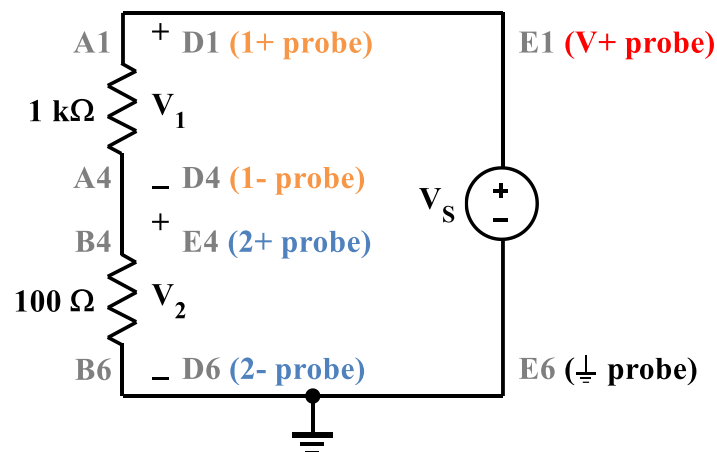 A1 + D1 (1+ probe) E1 (V+ probe)
1 kΩ V1
A4 – D4 (1- probe)
VS + –
+
B4 E4 (2+ probe)
100 Ω V2
B6 – D6 (2- probe) E6 (⏚ probe)